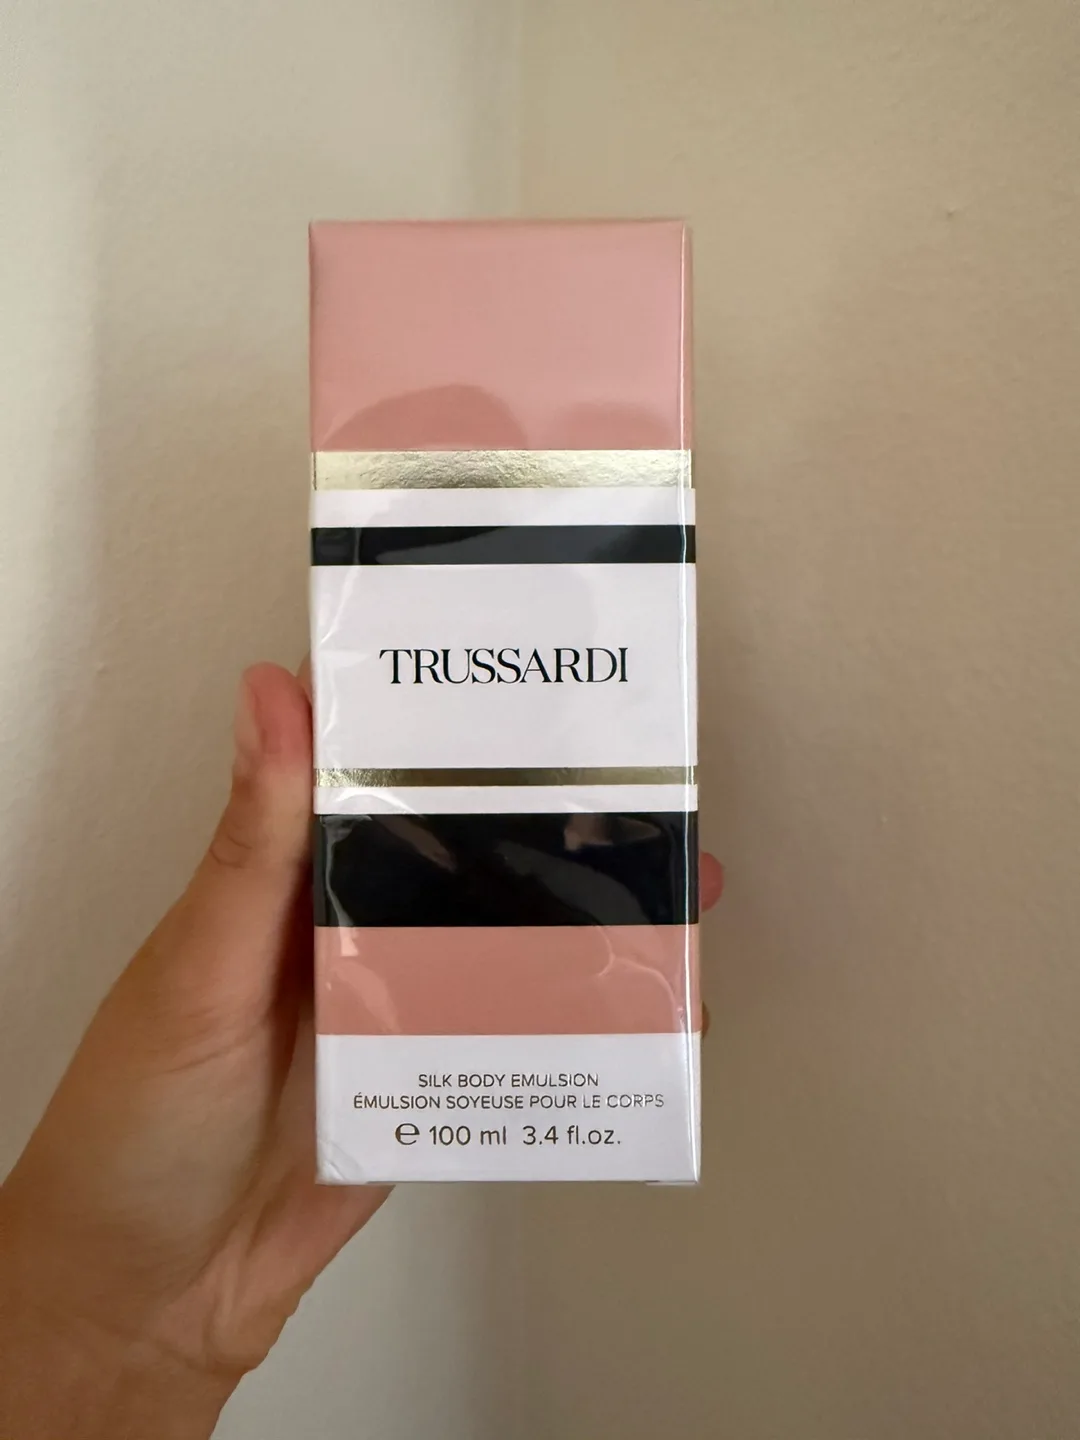 TRUSSARDI
SILK BODY EMULSION
ÉMULSION SOYEUSE POUR LE CORPS
℮ 100 ml 3.4 fl.oz.